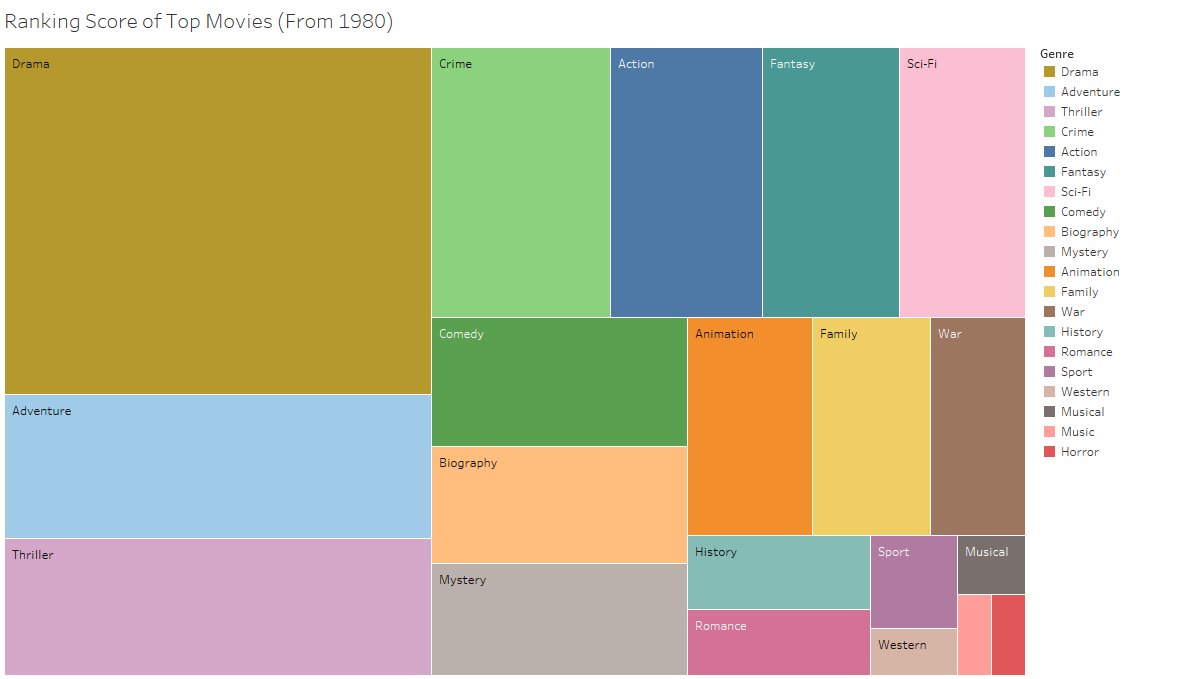 Ranking Score of Top Movies (From 1980)
Drama
Adventure
Thriller
Crime
Action
Fantasy
Sci-Fi
Comedy
Biography
Mystery
Animation
Family
War
History
Romance
Sport
Western
Musical
Genre
Drama
Adventure
Thriller
Crime
Action
Fantasy
Sci-Fi
Comedy
Biography
Mystery
Animation
Family
War
History
Romance
Sport
Western
Musical
Music
Horror